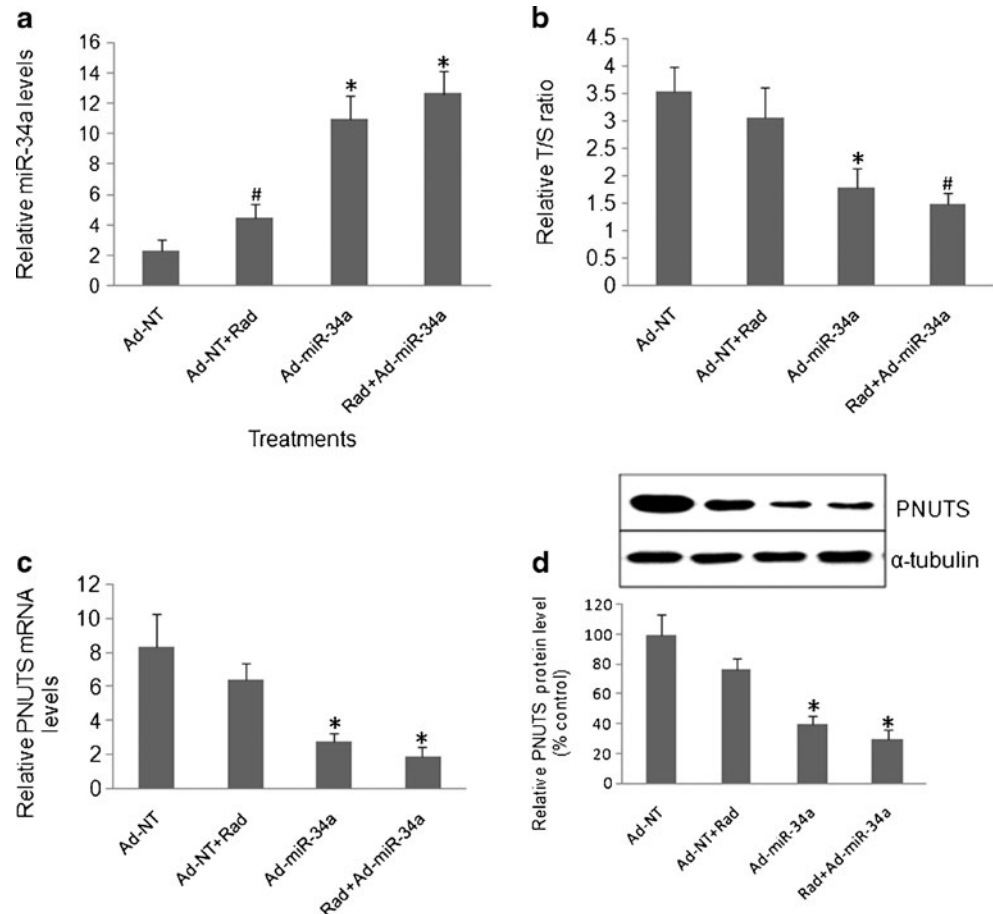 a
Relative miR-34a levels
16
14
12
10
8
6
4
2
0
#
*
*
Ad-NT
Ad-NT+Rad
Ad-miR-34a
Rad+Ad-miR-34a
Treatments
b
Relative T/S ratio
4.5
4
3.5
3
2.5
2
1.5
1
0.5
0
*
#
Ad-NT
Ad-NT+Rad
Ad-miR-34a
Rad+Ad-miR-34a
c
Relative PNUTS mRNA
levels
12
10
8
6
4
2
0
*
*
Ad-NT
Ad-NT+Rad
Ad-miR-34a
Rad+Ad-miR-34a
PNUTS
α-tubulin
d
Relative PNUTS protein level
(% control)
120
100
80
60
40
20
0
*
*
Ad-NT
Ad-NT+Rad
Ad-miR-34a
Rad+Ad-miR-34a